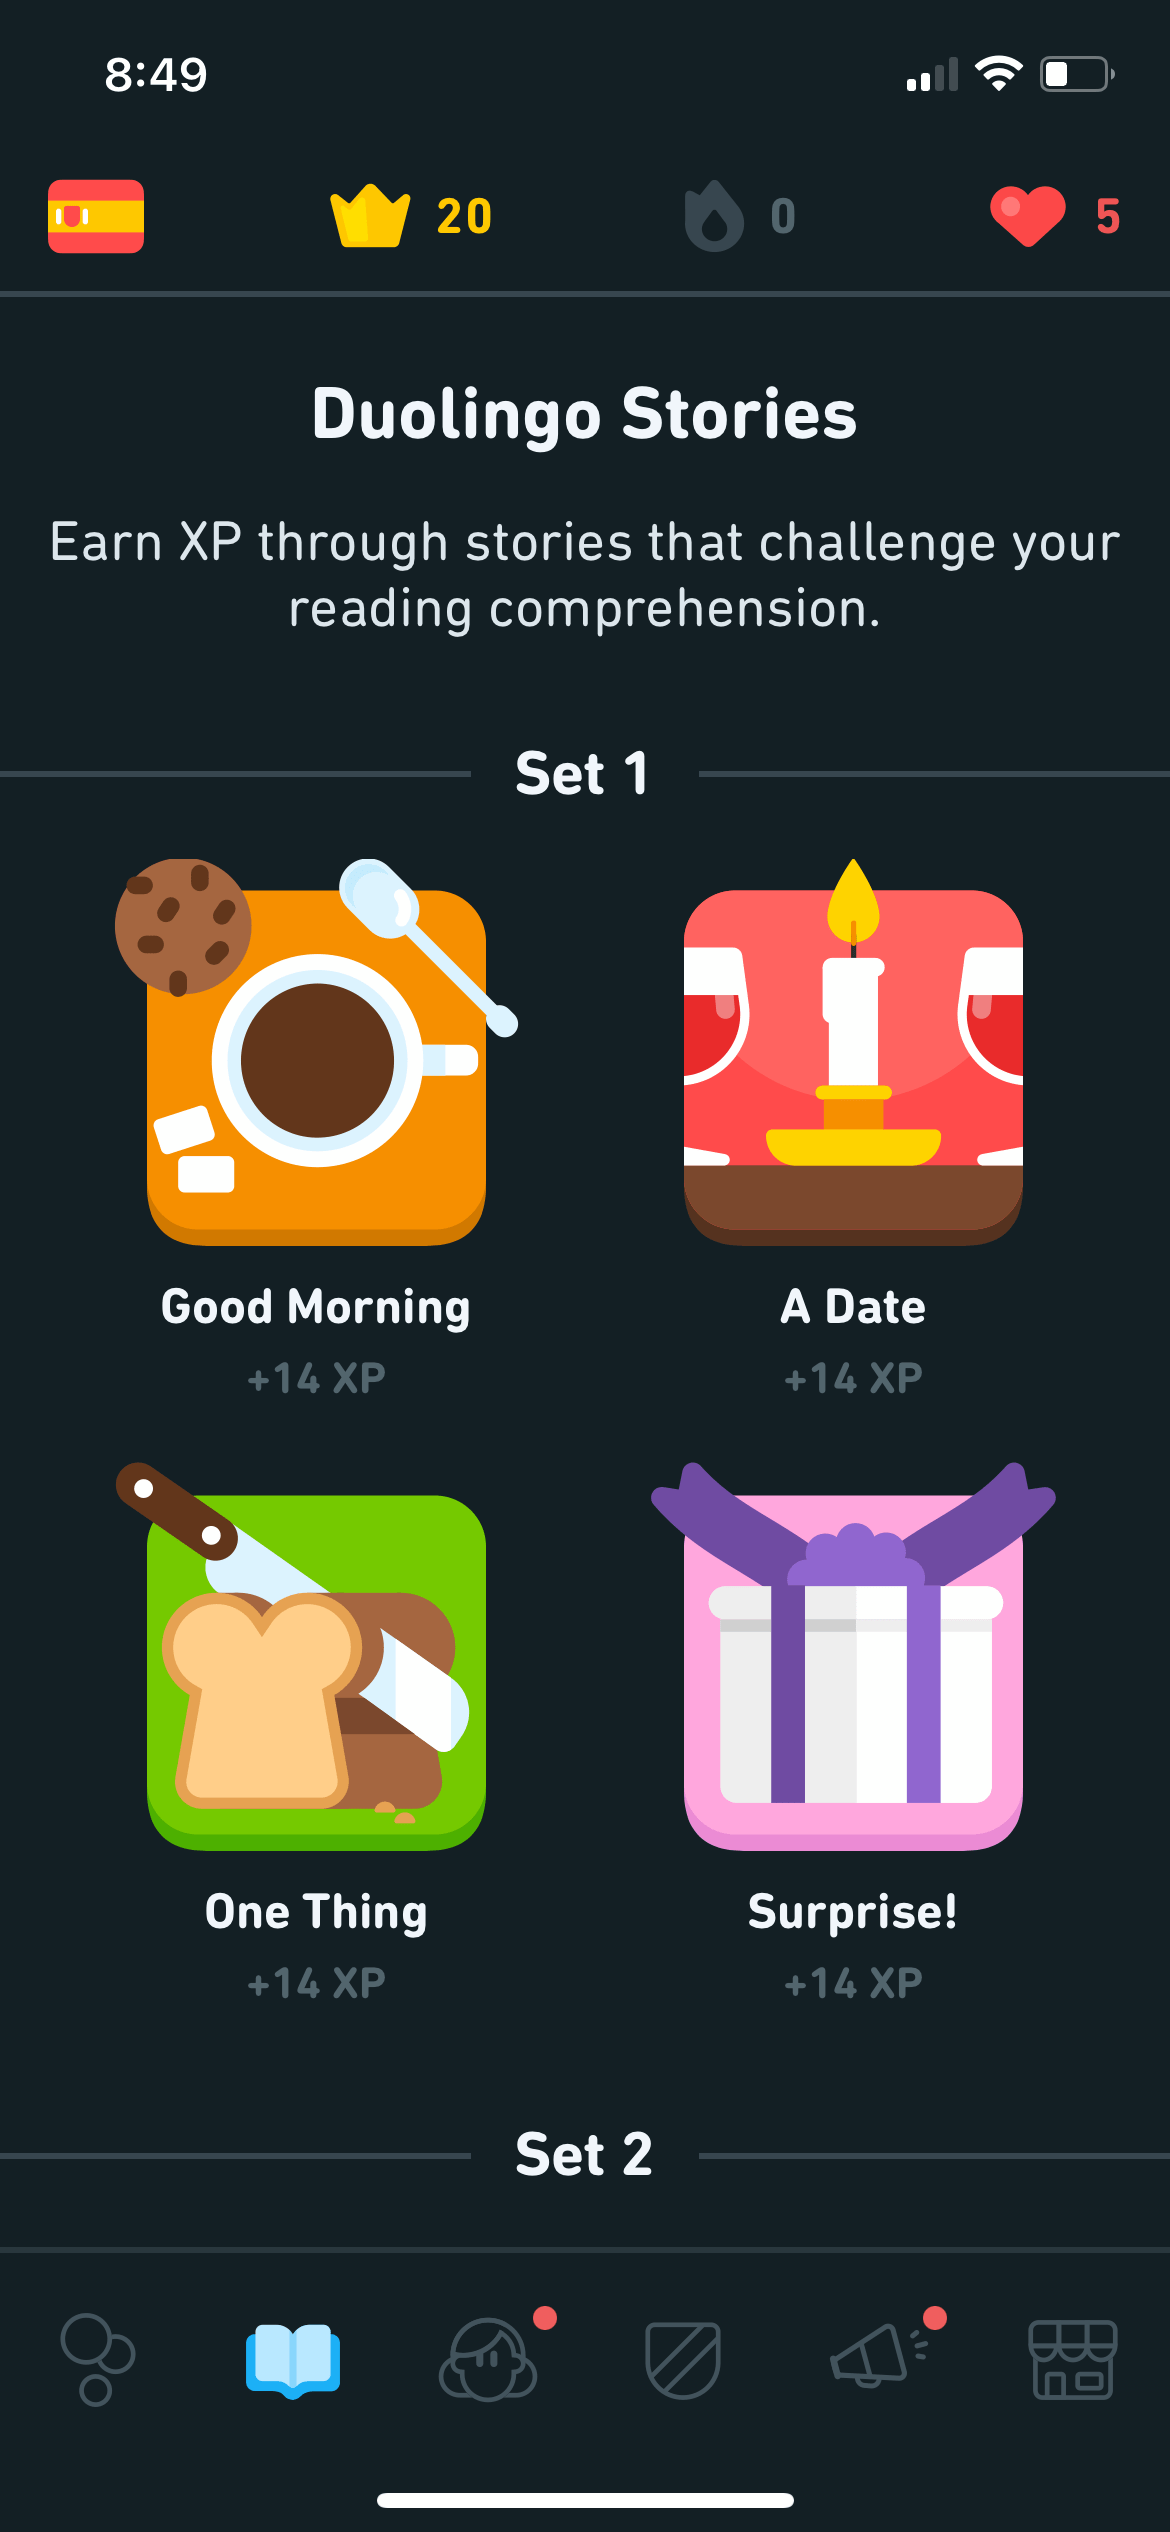 8:49
20
0
5
Duolingo Stories
Earn XP through stories that challenge your
reading comprehension.
Set 1
Good Morning
A Date
+14 XP
+14 XP
One Thing
Surprise!
+14 XP
+14 XP
Set 2